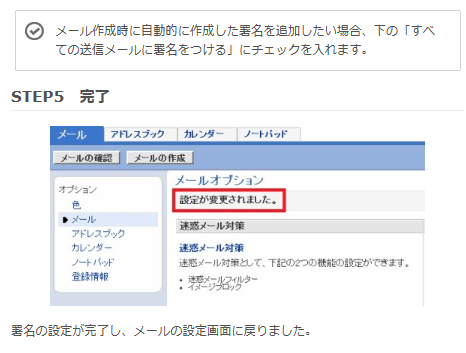 メール作成時に自動的に作成した署名を追加したい場合、下の「すべ
ての送信メールに署名をつける」にチェックを入れます。
STEP5 完了
メール アドレスブック カレンダー ノートパッド
メールの確認 メールの作成
メールオプション
設定が変更されました。
オプション
色
メール
アドレスブック
カレンダー
ノートパッド
登録情報
迷惑メール対策
迷惑メール対策
迷惑メール対策として、下記の2つの機能の設定ができます。
• 迷惑メールフィルター
• イメージブロック
署名の設定が完了し、メールの設定画面に戻りました。